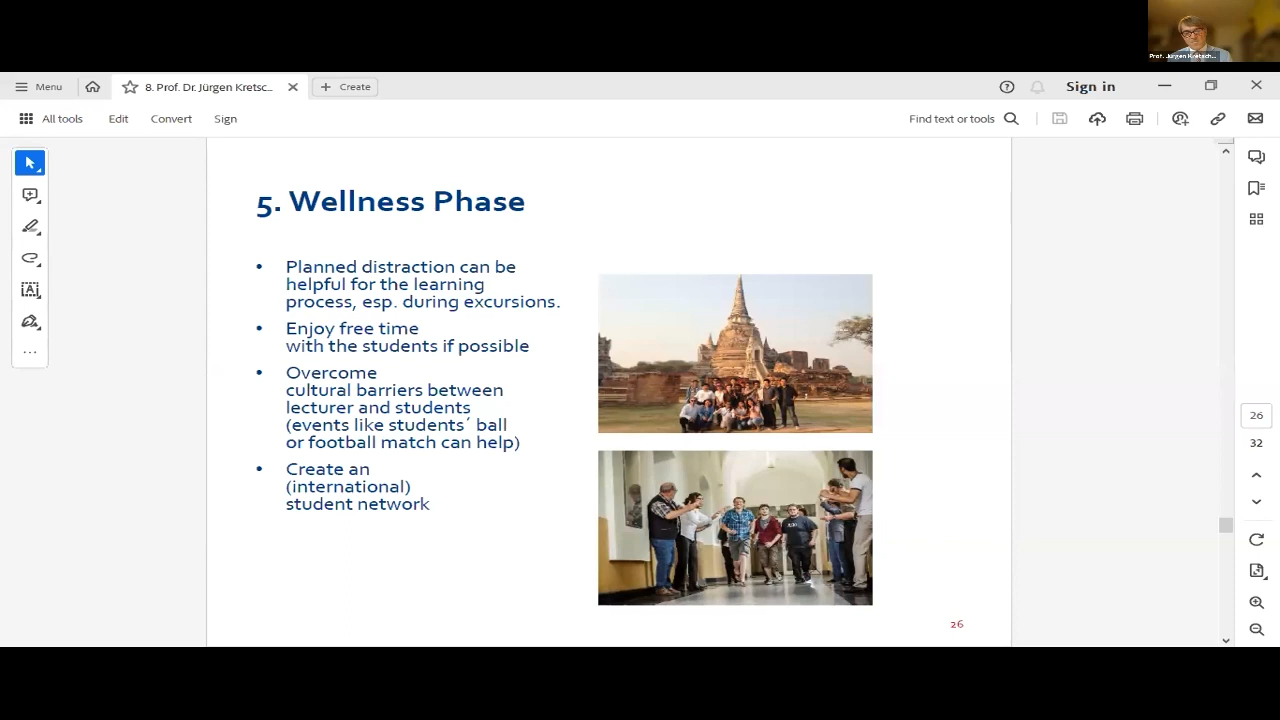 Prof. Jürgen Kretsch...
Menu
8. Prof. Dr. Jürgen Kretsc...
Create
Sign in
All tools
Edit
Convert
Sign
Find text or tools
5. Wellness Phase
• Planned distraction can be
helpful for the learning
process, esp. during excursions.
• Enjoy free time
with the students if possible
• Overcome
cultural barriers between
lecturer and students
(events like students´ ball
or football match can help)
• Create an
(international)
student network
26
26
32